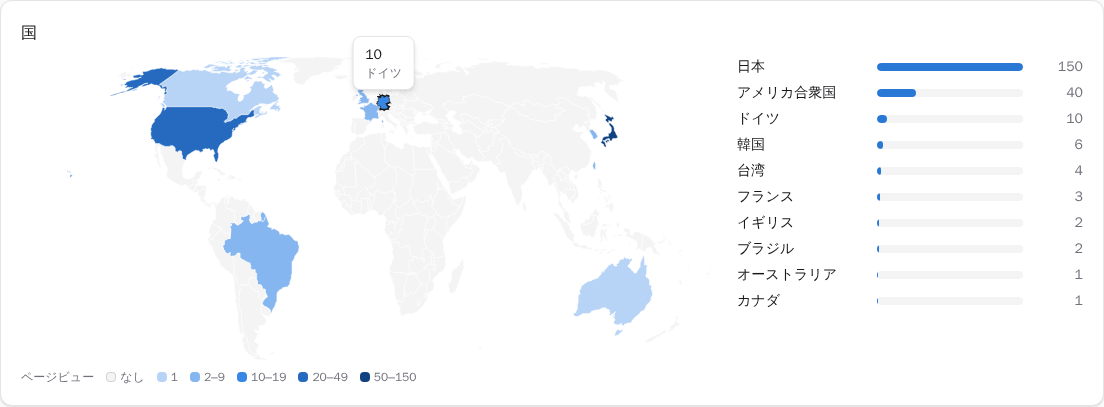 国
10
ドイツ
日本 150
アメリカ合衆国 40
ドイツ 10
韓国 6
台湾 4
フランス 3
イギリス 2
ブラジル 2
オーストラリア 1
カナダ 1
ページビュー なし 1 2–9 10–19 20–49 50–150